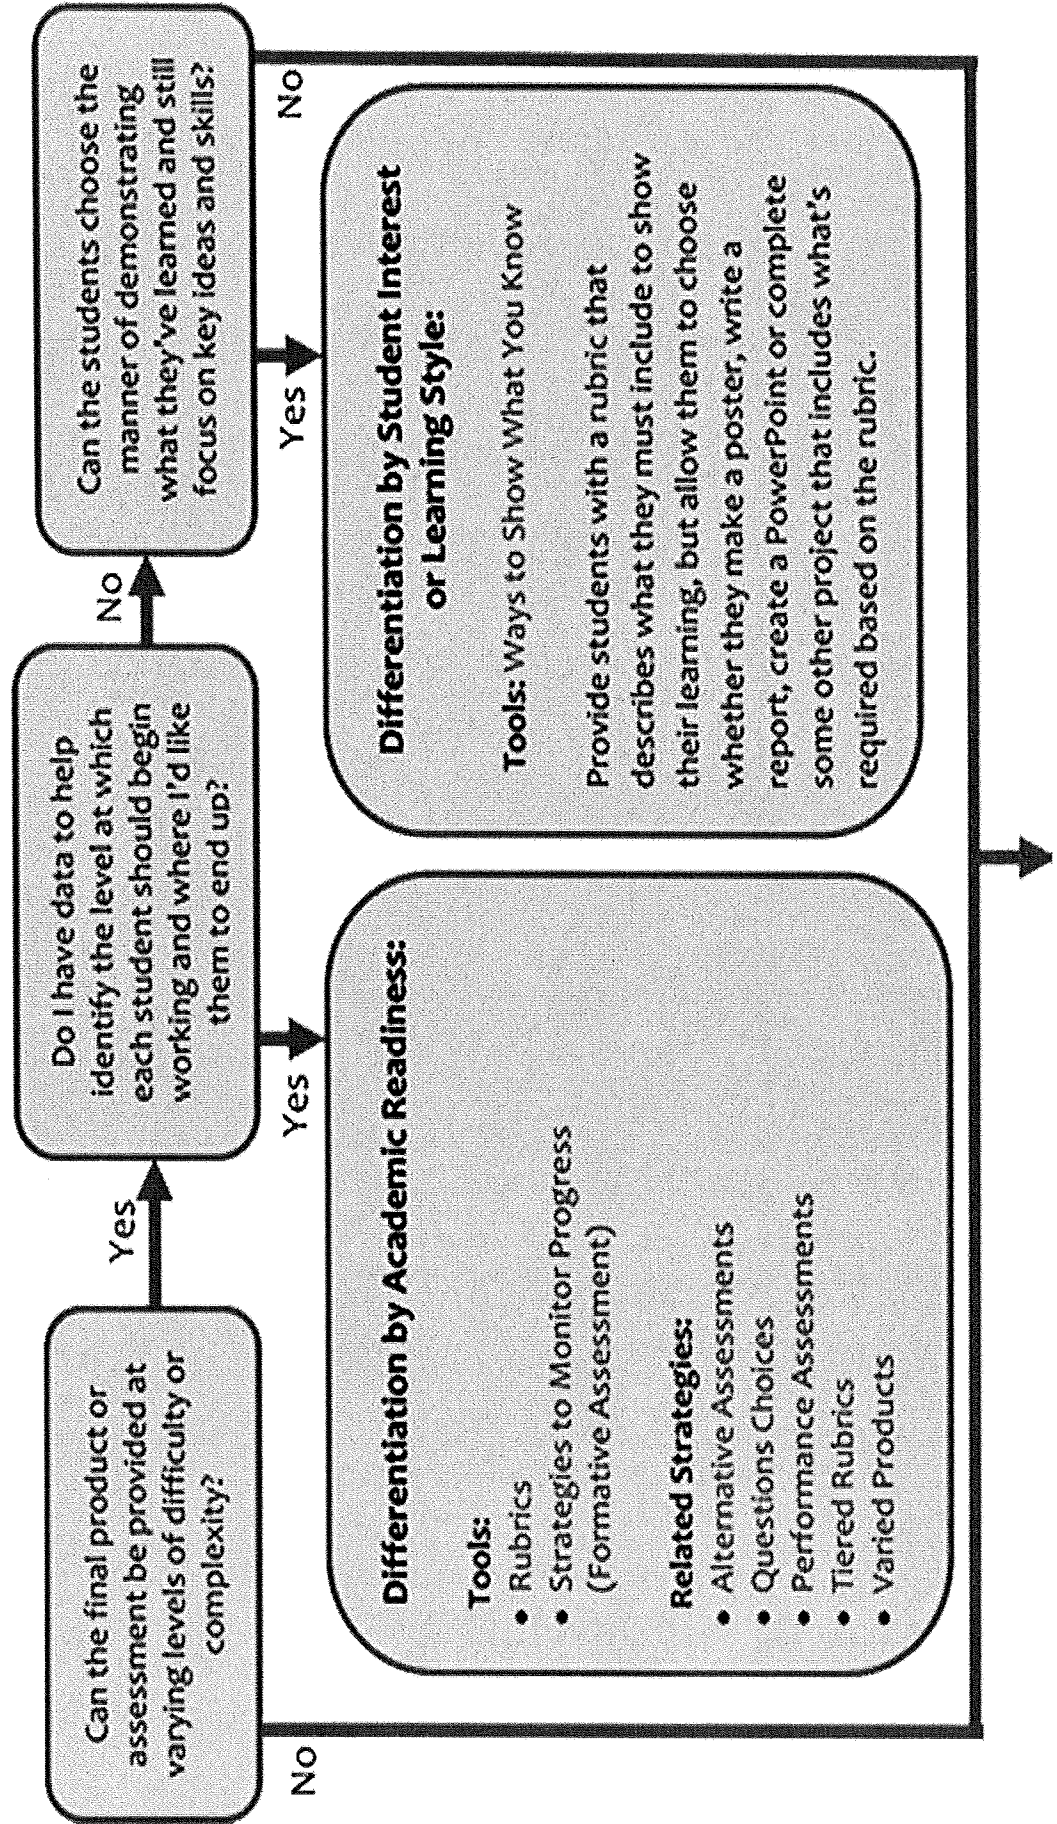 Can the final product or
assessment be provided at
varying levels of difficulty or
complexity?
Yes
No
Do I have data to help
identify the level at which
each student should begin
working and where I'd like
them to end up?
No
Yes
Can the students choose the
manner of demonstrating
what they've learned and still
focus on key ideas and skills?
Yes
No
Differentiation by Academic Readiness:
Tools:
• Rubrics
• Strategies to Monitor Progress
(Formative Assessment)
Related Strategies:
• Alternative Assessments
• Questions Choices
• Performance Assessments
• Tiered Rubrics
• Varied Products
Differentiation by Student Interest
or Learning Style:
Tools: Ways to Show What You Know
Provide students with a rubric that
describes what they must include to show
their learning, but allow them to choose
whether they make a poster, write a
report, create a PowerPoint or complete
some other project that includes what's
required based on the rubric.